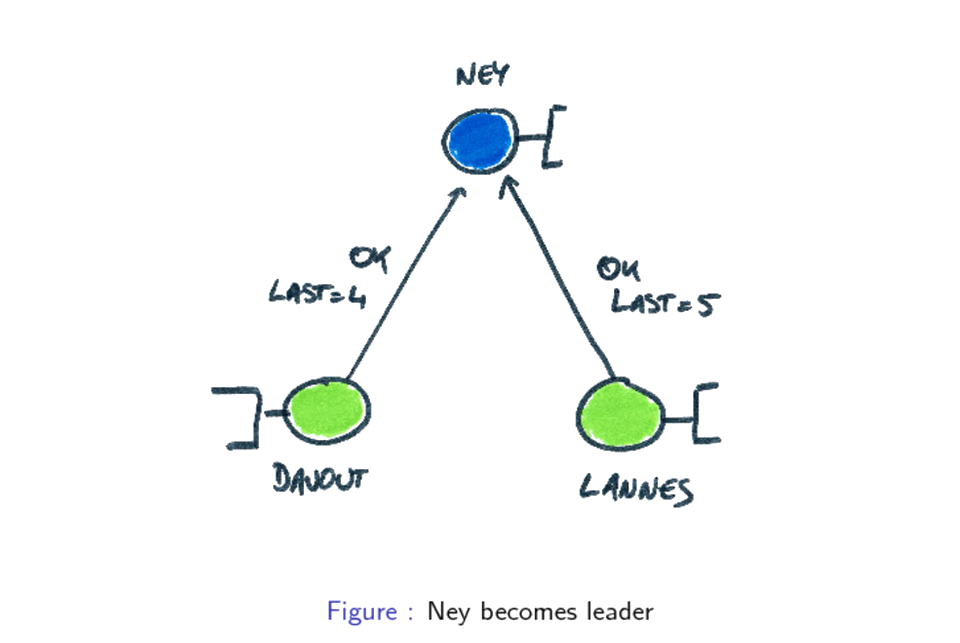 NEY
OK
LAST=4
OK
LAST=5
DAVOUT
LANNES
Figure : Ney becomes leader